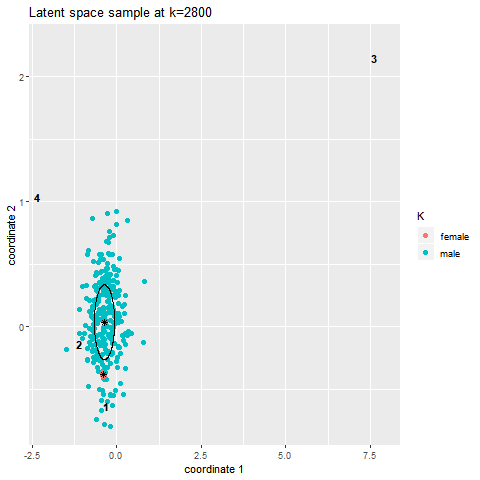 Latent space sample at k=2800
3
2
4
1
0
2
1
-2.5
0.0
2.5
5.0
7.5
coordinate 1
coordinate 2
K
female
male